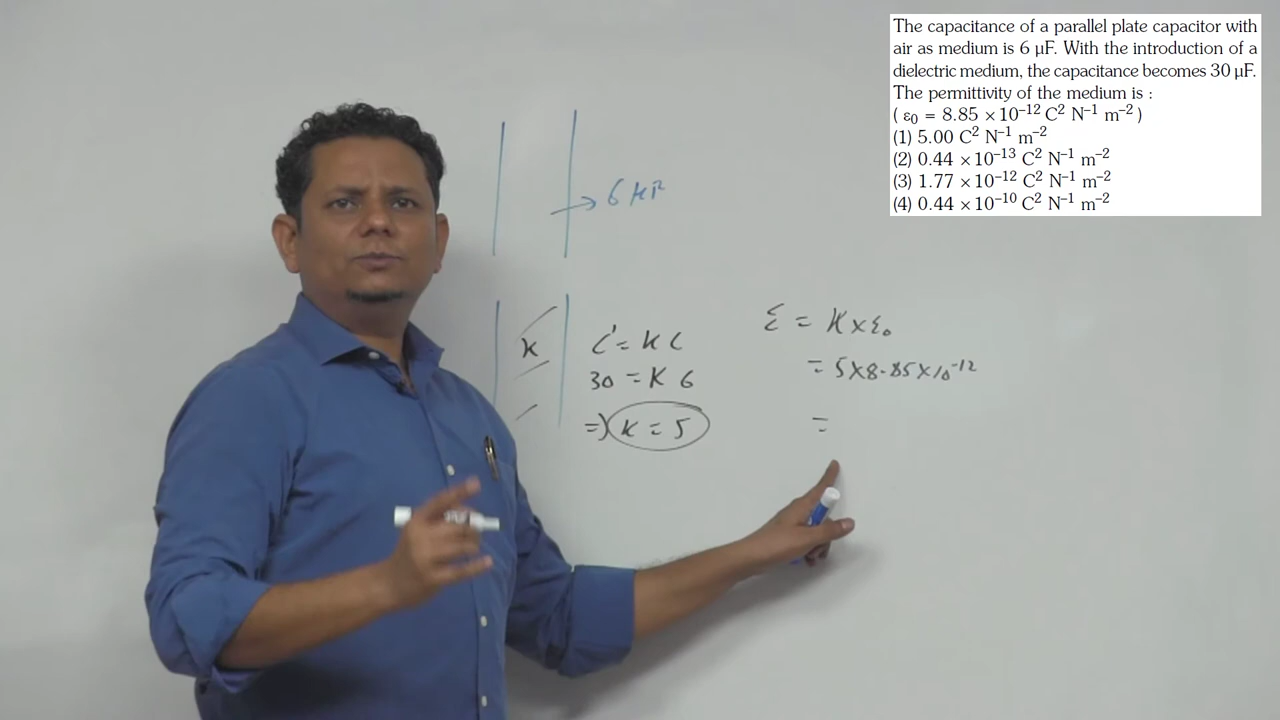 The capacitance of a parallel plate capacitor with
air as medium is 6 µF. With the introduction of a
dielectric medium, the capacitance becomes 30 µF.
The permittivity of the medium is :
( ε₀ = 8.85 × 10⁻¹² C² N⁻¹ m⁻² )
(1) 5.00 C² N⁻¹ m⁻²
(2) 0.44 × 10⁻¹³ C² N⁻¹ m⁻²
(3) 1.77 × 10⁻¹² C² N⁻¹ m⁻²
(4) 0.44 × 10⁻¹⁰ C² N⁻¹ m⁻²
→ 6 µF
K
C' = K C
30 = K 6
⇒ K = 5
ε = K × ε₀
= 5 × 8.85 × 10⁻¹²
=